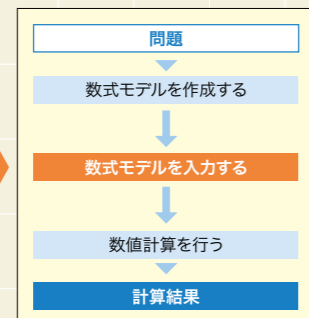 問題
数式モデルを作成する
数式モデルを入力する
数値計算を行う
計算結果